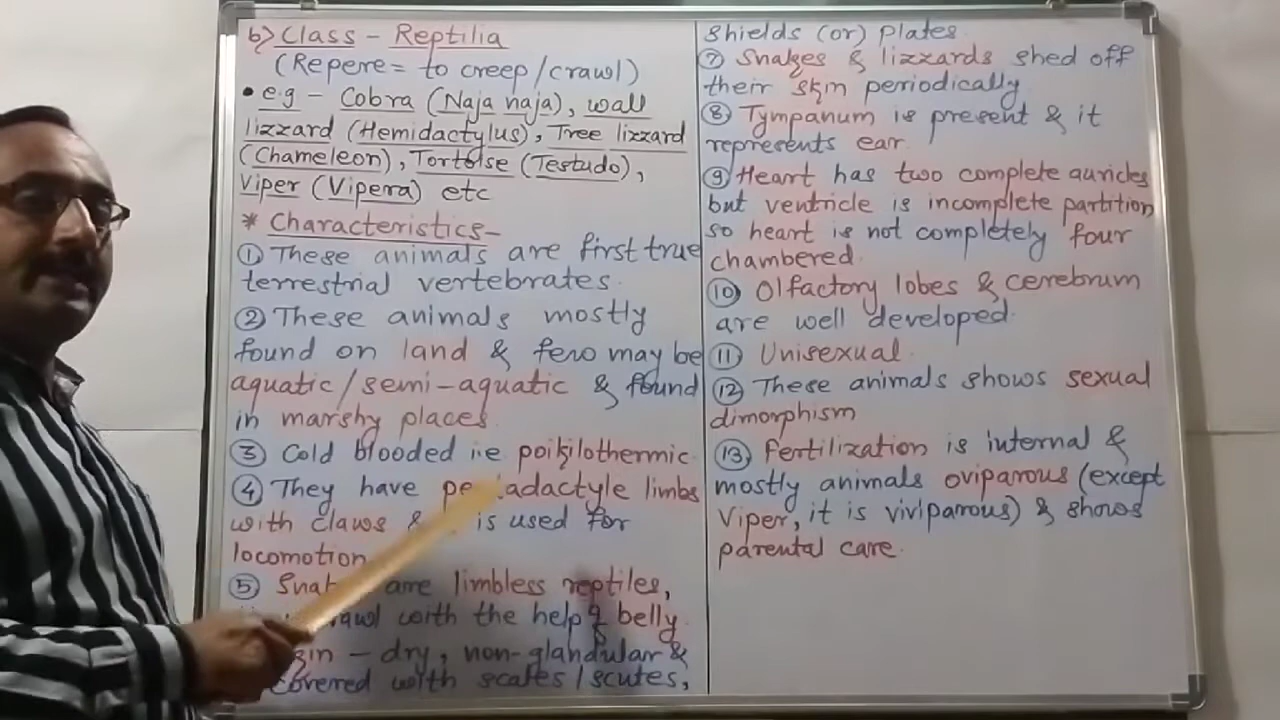 b) Class - Reptilia
(Repere = to creep/crawl)
• e.g - Cobra (Naja naja), wall
lizzard (Hemidactylus), Tree lizzard
(Chameleon), Tortoise (Testudo),
Viper (Vipera) etc
* Characteristics-
① These animals are first true
terrestrial vertebrates.
② These animals mostly
found on land & few may be
aquatic/semi-aquatic & found
in marshy places.
③ Cold blooded i.e poikilothermic
④ They have limbs
with claws & is used for
locomotion
⑤ are limbless reptiles,
with the help of belly.
- dry, non-glandular &
covered with scales/scutes,
shields (or) plates.
⑦ Snakes & lizzards shed off
their skin periodically
⑧ Tympanum is present & it
represents ear.
⑨ Heart has two complete auricles
but ventricle is incomplete partition
so heart is not completely four
chambered.
⑩ Olfactory lobes & cerebrum
are well developed.
⑪ Unisexual.
⑫ These animals shows sexual
dimorphism
⑬ Fertilization is internal &
mostly animals oviparous (except
Viper, it is viviparous) & shows
parental care.